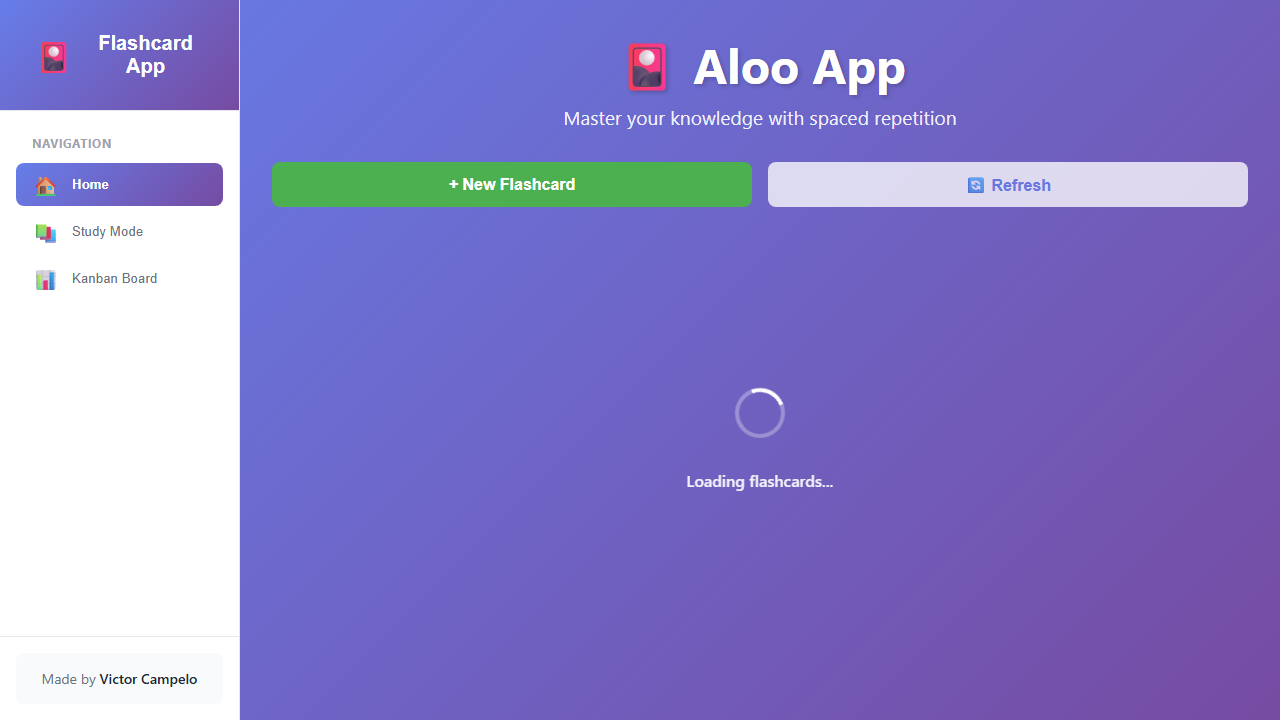 Flashcard
App
NAVIGATION
Home
Study Mode
Kanban Board
Made by Victor Campelo
Aloo App
Master your knowledge with spaced repetition
+ New Flashcard
Refresh
Loading flashcards...